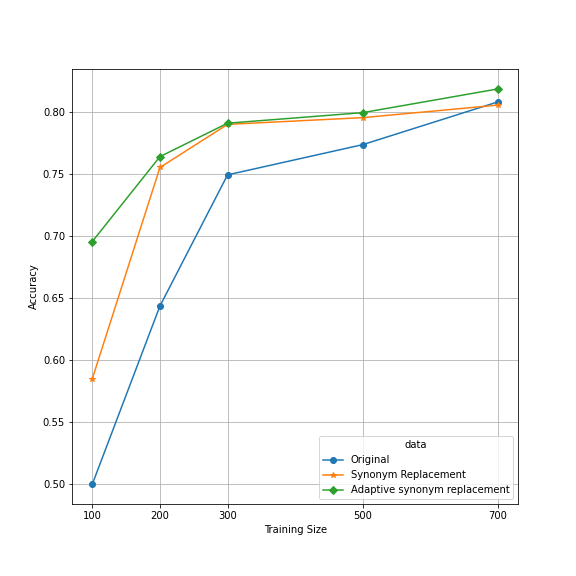 0.80
0.75
0.70
0.65
0.60
0.55
0.50
Accuracy
100 200 300 500 700
Training Size
data
Original
Synonym Replacement
Adaptive synonym replacement